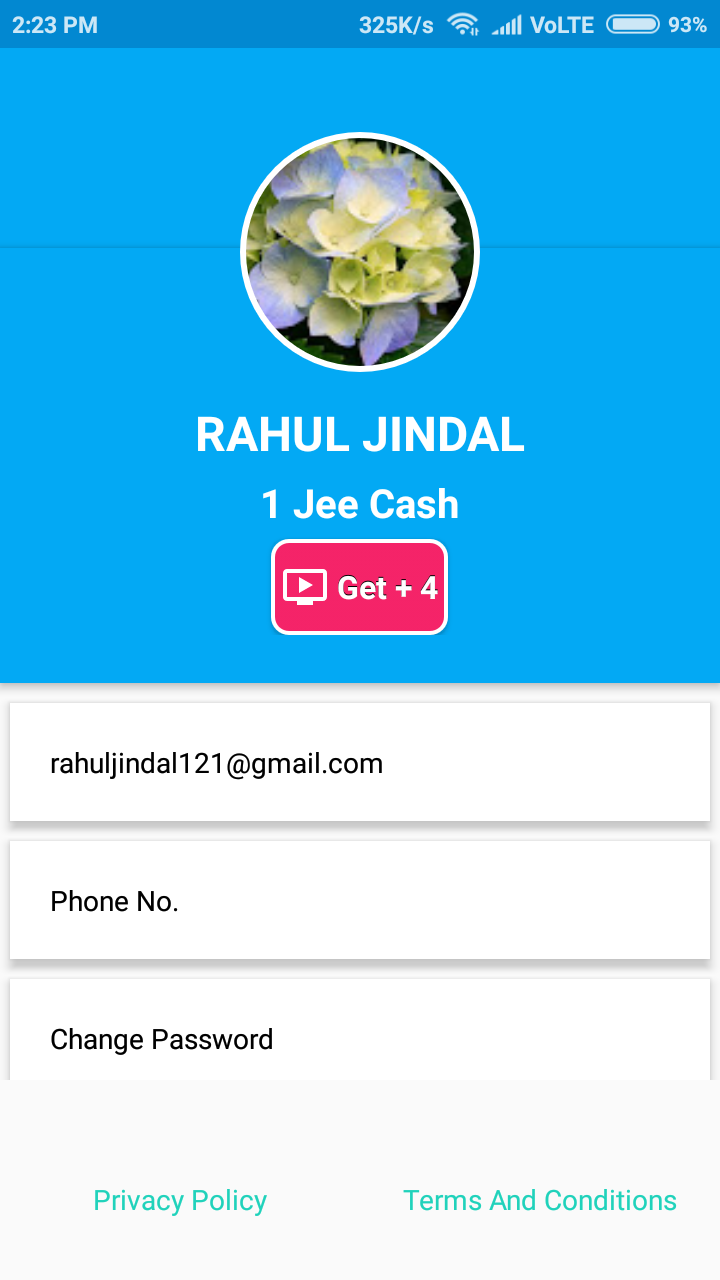 2:23 PM 325K/s VoLTE 93%
RAHUL JINDAL
1 Jee Cash
Get + 4
rahuljindal121@gmail.com
Phone No.
Change Password
Privacy Policy Terms And Conditions